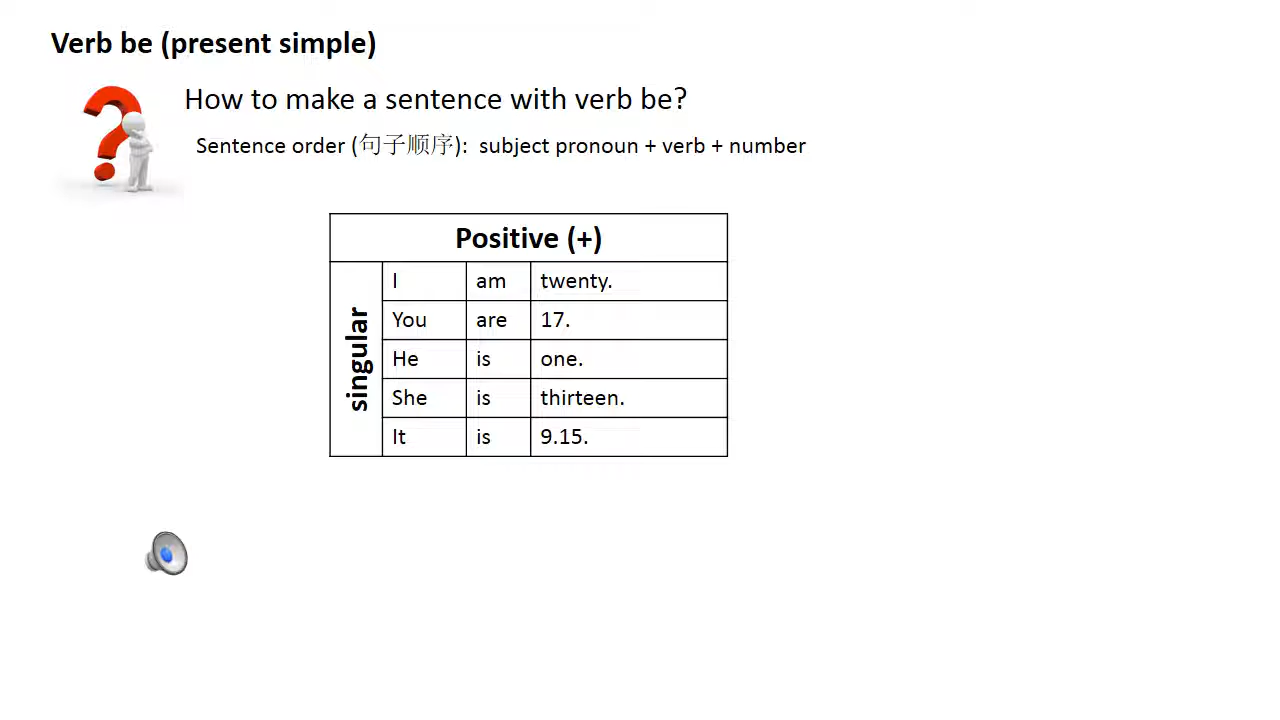 Verb be (present simple)
How to make a sentence with verb be?
Sentence order (句子顺序): subject pronoun + verb + number
Positive (+)
singular
I am twenty.
You are 17.
He is one.
She is thirteen.
It is 9.15.